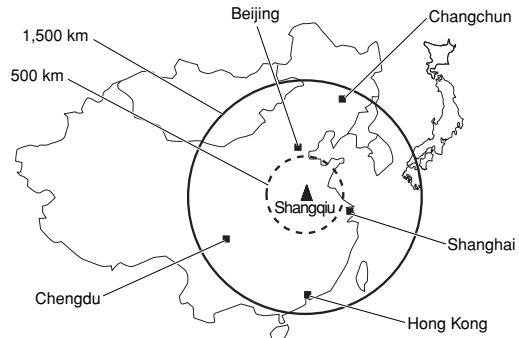 Beijing
Changchun
1,500 km
500 km
Shangqiu
Shanghai
Chengdu
Hong Kong